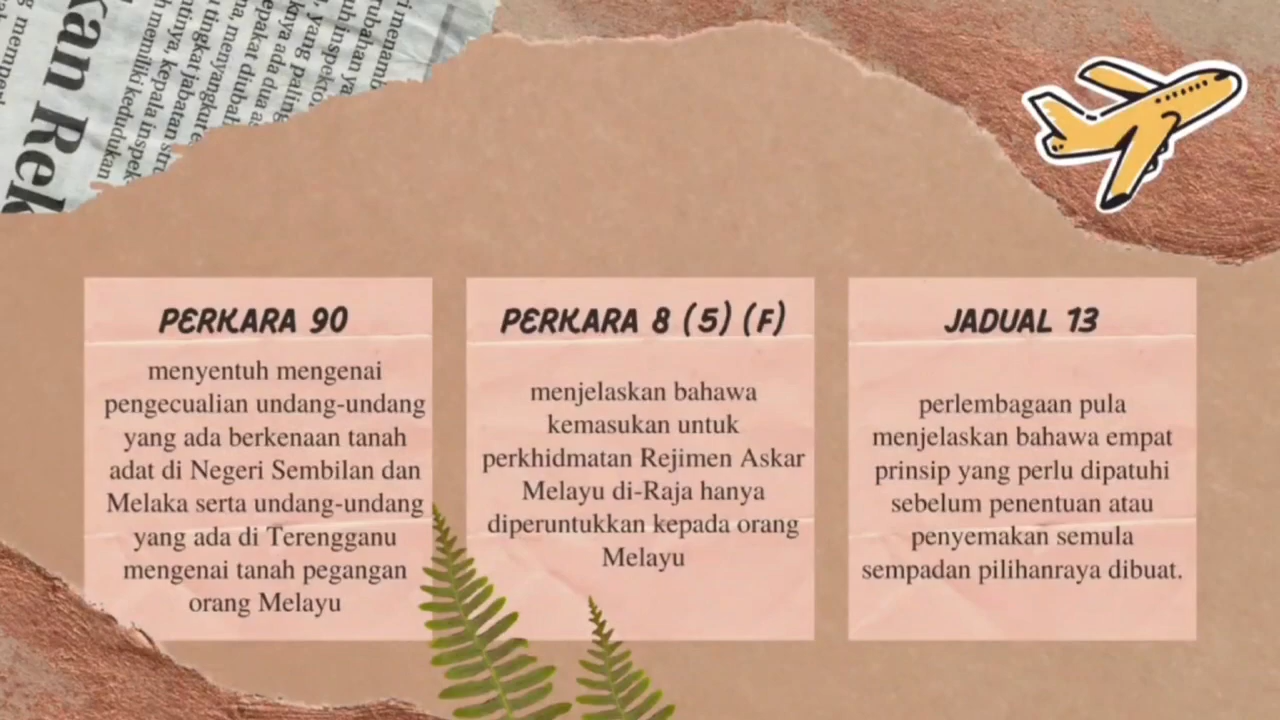 kan Rek
PERKARA 90
menyentuh mengenai
pengecualian undang-undang
yang ada berkenaan tanah
adat di Negeri Sembilan dan
Melaka serta undang-undang
yang ada di Terengganu
mengenai tanah pegangan
orang Melayu
PERKARA 8 (5) (F)
menjelaskan bahawa
kemasukan untuk
perkhidmatan Rejimen Askar
Melayu di-Raja hanya
diperuntukkan kepada orang
Melayu
JADUAL 13
perlembagaan pula
menjelaskan bahawa empat
prinsip yang perlu dipatuhi
sebelum penentuan atau
penyemakan semula
sempadan pilihanraya dibuat.